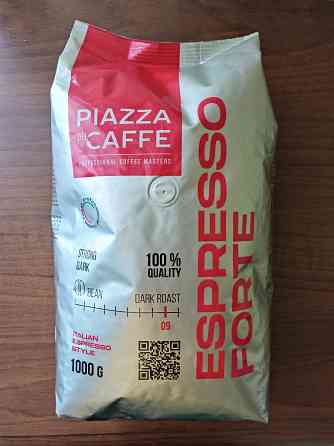 PIAZZA
DEL CAFFÈ
PROFESSIONAL COFFEE MASTERS
STRONG
DARK
100 %
QUALITY
BEAN
DARK ROAST
09
ITALIAN
ESPRESSO
STYLE
1000 G
ESPRESSO
FORTE